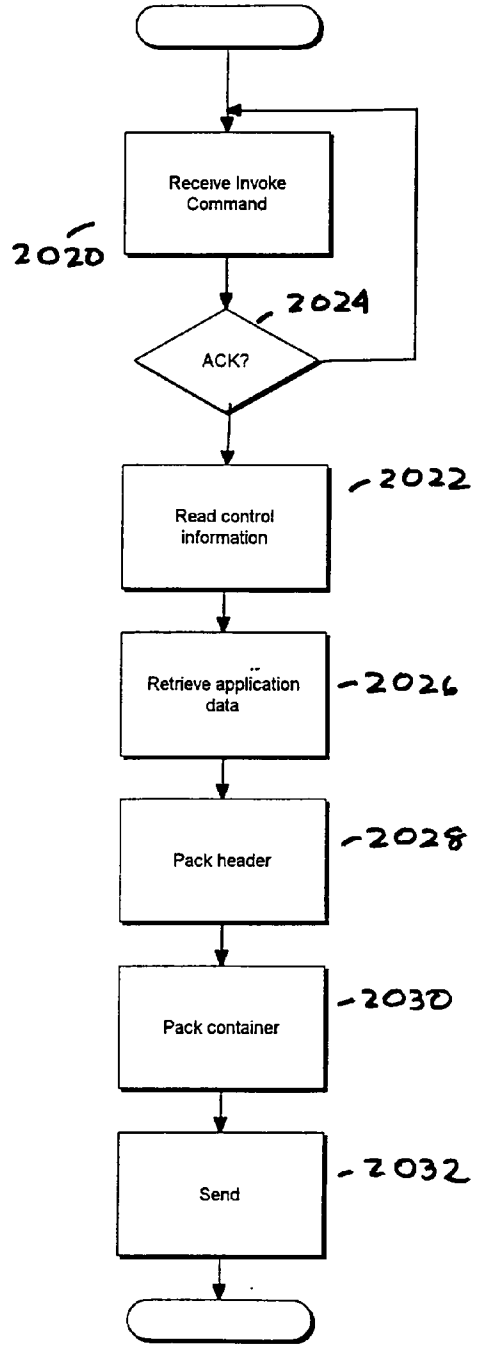 Receive Invoke
Command
2020
2024
ACK?
2022
Read control
information
Retrieve application
data
2026
Pack header
2028
Pack container
2030
Send
2032